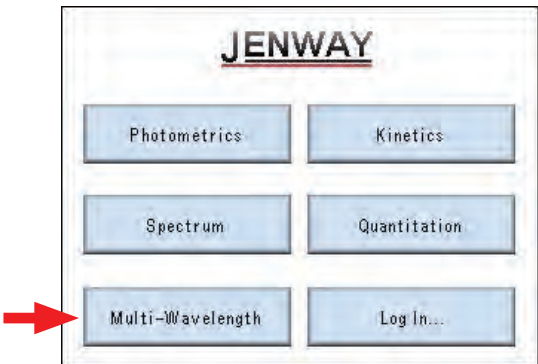 JENWAY
Photometrics Kinetics
Spectrum Quantitation
Multi-Wavelength Log In...